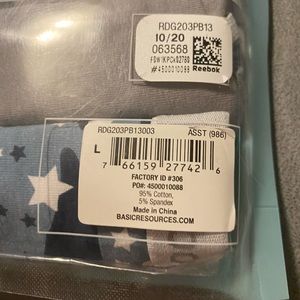 RDG203PB13
10/20
063568
#4500010088
Reebok
RDG203PB13003
ASST (986)
L
7 66159 27742 6
FACTORY ID #306
PO#: 4500010088
95% Cotton,
5% Spandex
Made in China
BASICRESOURCES.COM